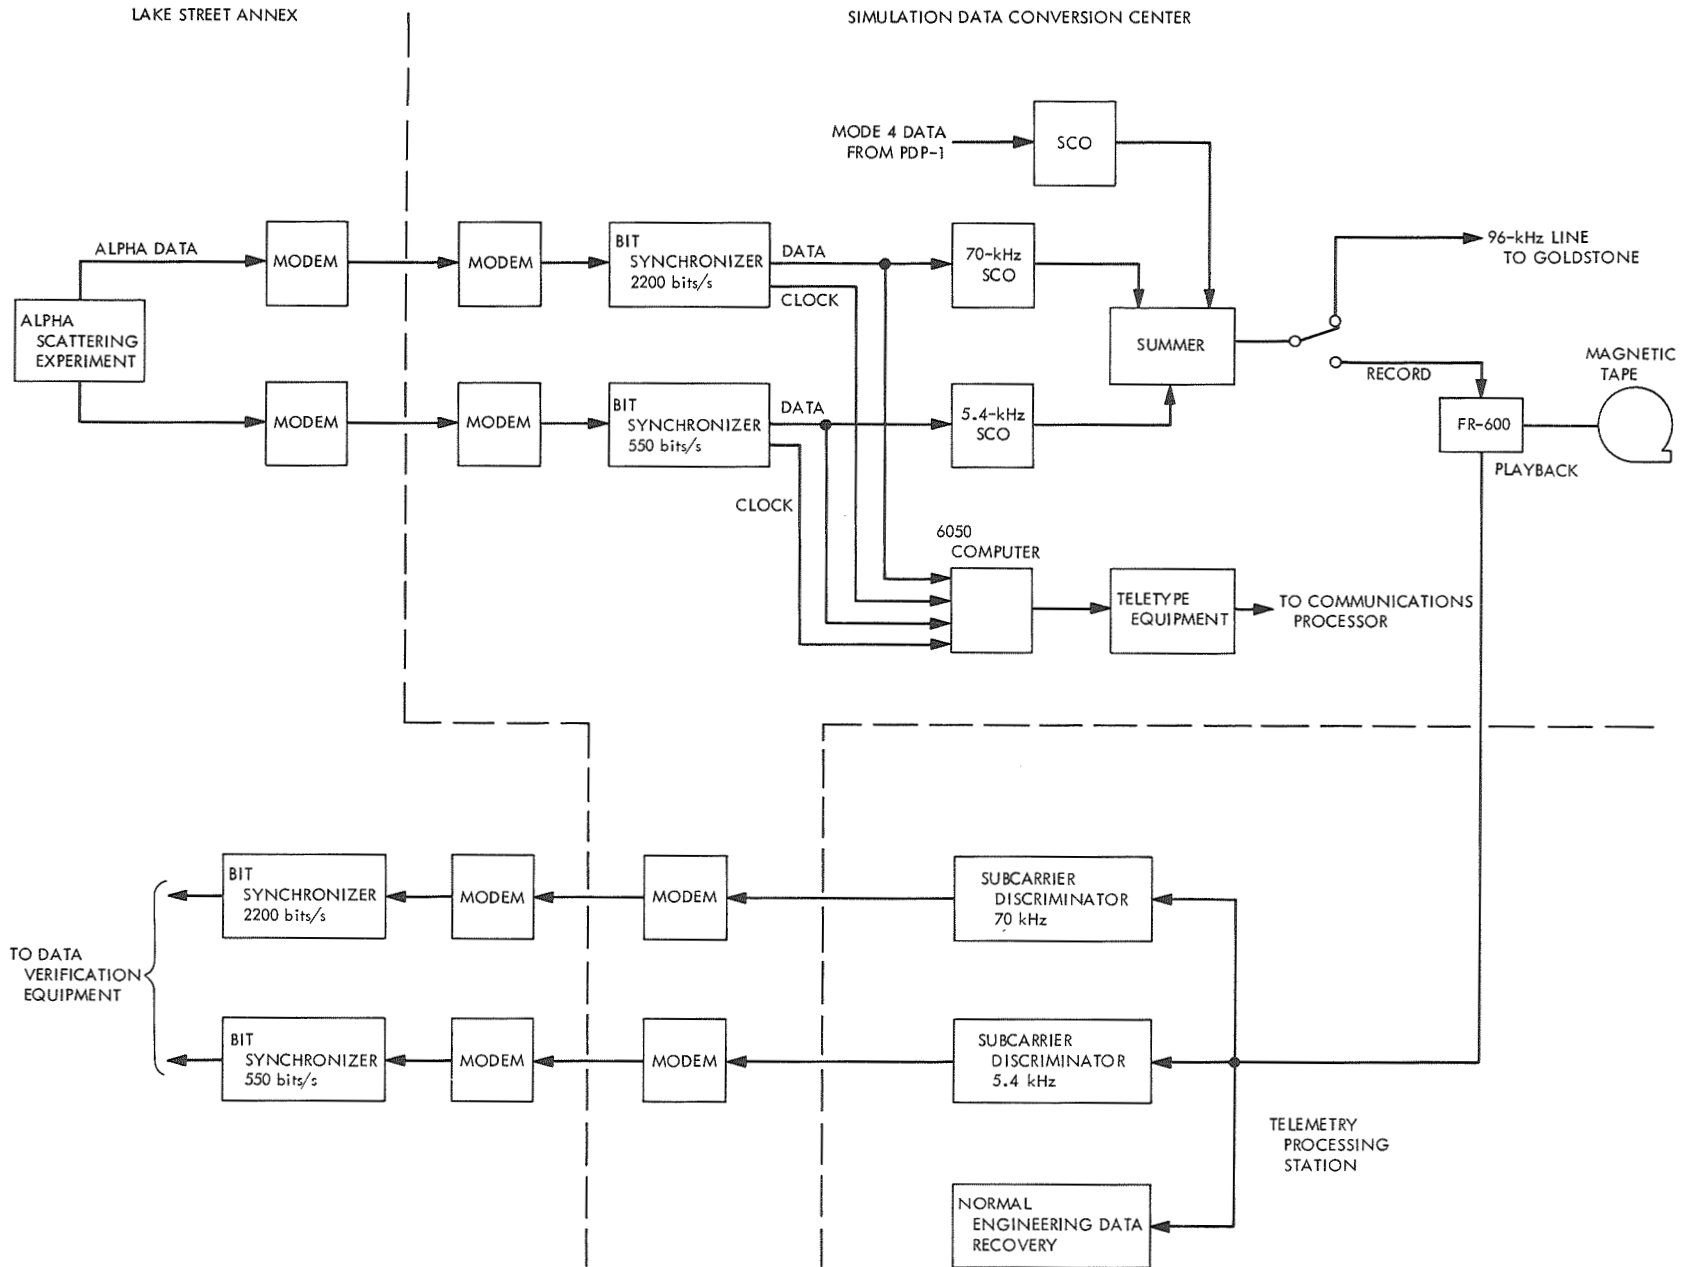 LAKE STREET ANNEX
SIMULATION DATA CONVERSION CENTER
MODE 4 DATA
FROM PDP-1
SCO
ALPHA DATA
MODEM
MODEM
BIT
SYNCHRONIZER
2200 bits/s
DATA
CLOCK
70-kHz
SCO
96-kHz LINE
TO GOLDSTONE
ALPHA
SCATTERING
EXPERIMENT
SUMMER
RECORD
MAGNETIC
TAPE
MODEM
MODEM
BIT
SYNCHRONIZER
550 bits/s
DATA
CLOCK
5.4-kHz
SCO
FR-600
PLAYBACK
6050
COMPUTER
TELETYPE
EQUIPMENT
TO COMMUNICATIONS
PROCESSOR
BIT
SYNCHRONIZER
2200 bits/s
MODEM
MODEM
SUBCARRIER
DISCRIMINATOR
70 kHz
TO DATA
VERIFICATION
EQUIPMENT
BIT
SYNCHRONIZER
550 bits/s
MODEM
MODEM
SUBCARRIER
DISCRIMINATOR
5.4 kHz
TELEMETRY
PROCESSING
STATION
NORMAL
ENGINEERING DATA
RECOVERY